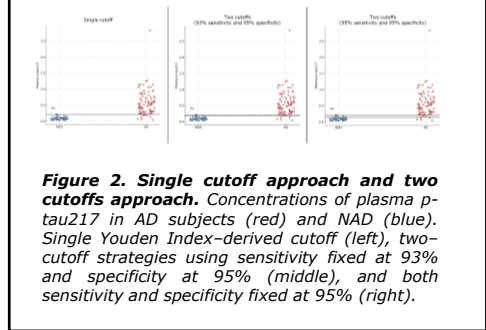 Single cutoff
Two cutoffs
(93% sensitivity and 95% specificity)
Two cutoffs
(95% sensitivity and 95% specificity)
Figure 2. Single cutoff approach and two
cutoffs approach. Concentrations of plasma p-
tau217 in AD subjects (red) and NAD (blue).
Single Youden Index–derived cutoff (left), two–
cutoff strategies using sensitivity fixed at 93%
and specificity at 95% (middle), and both
sensitivity and specificity fixed at 95% (right).